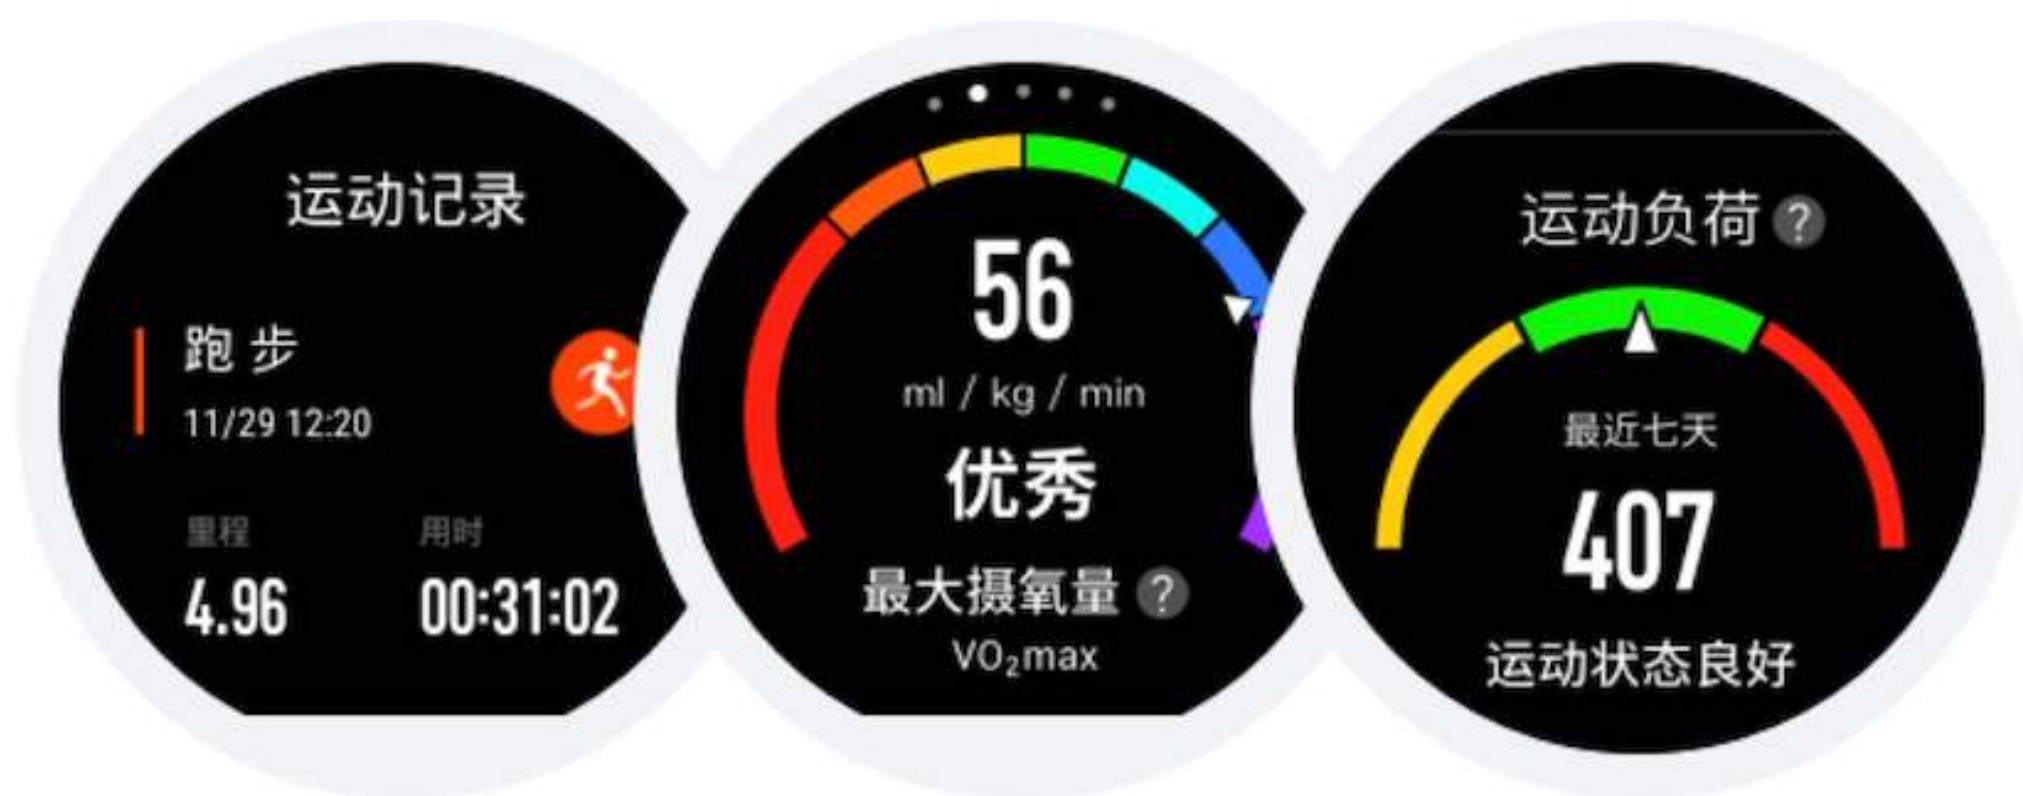 运动记录
跑 步
11/29 12:20
里程 用时
4.96 00:31:02
56
ml / kg / min
优秀
最大摄氧量 ?
VO₂max
运动负荷 ?
最近七天
407
运动状态良好